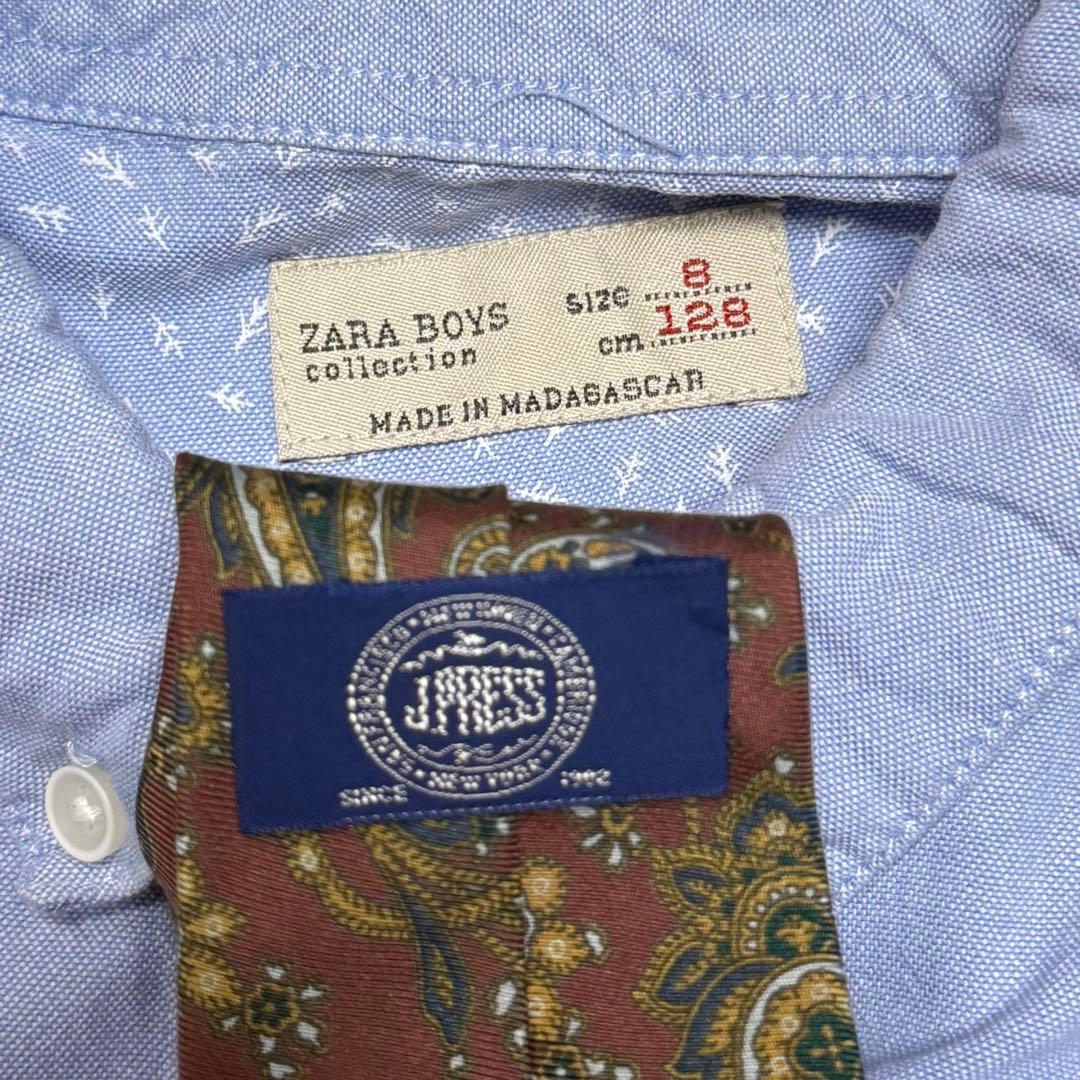 ZARA BOYS
collection
size 8
cm 128
MADE IN MADAGASCAR
J.PRESS
NEW YORK
SINCE 1902